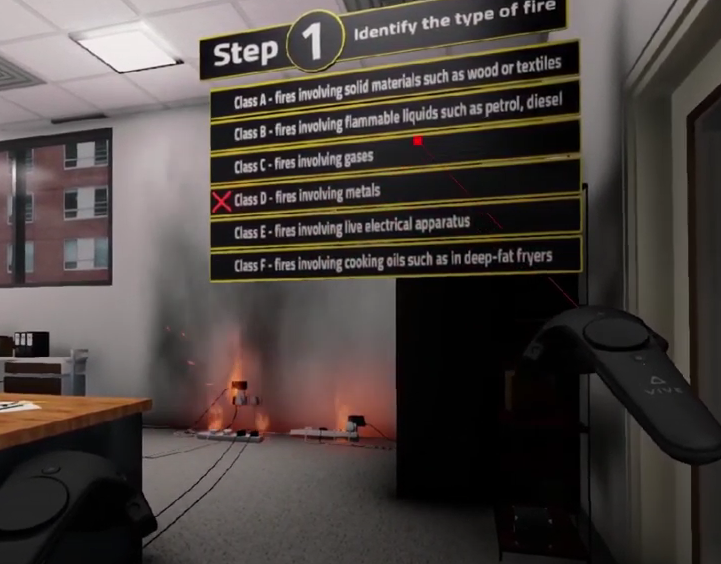 Step 1 Identify the type of fire
Class A - fires involving solid materials such as wood or textiles
Class B - fires involving flammable liquids such as petrol, diesel
Class C - fires involving gases
Class D - fires involving metals
Class E - fires involving live electrical apparatus
Class F - fires involving cooking oils such as in deep-fat fryers
VIVE